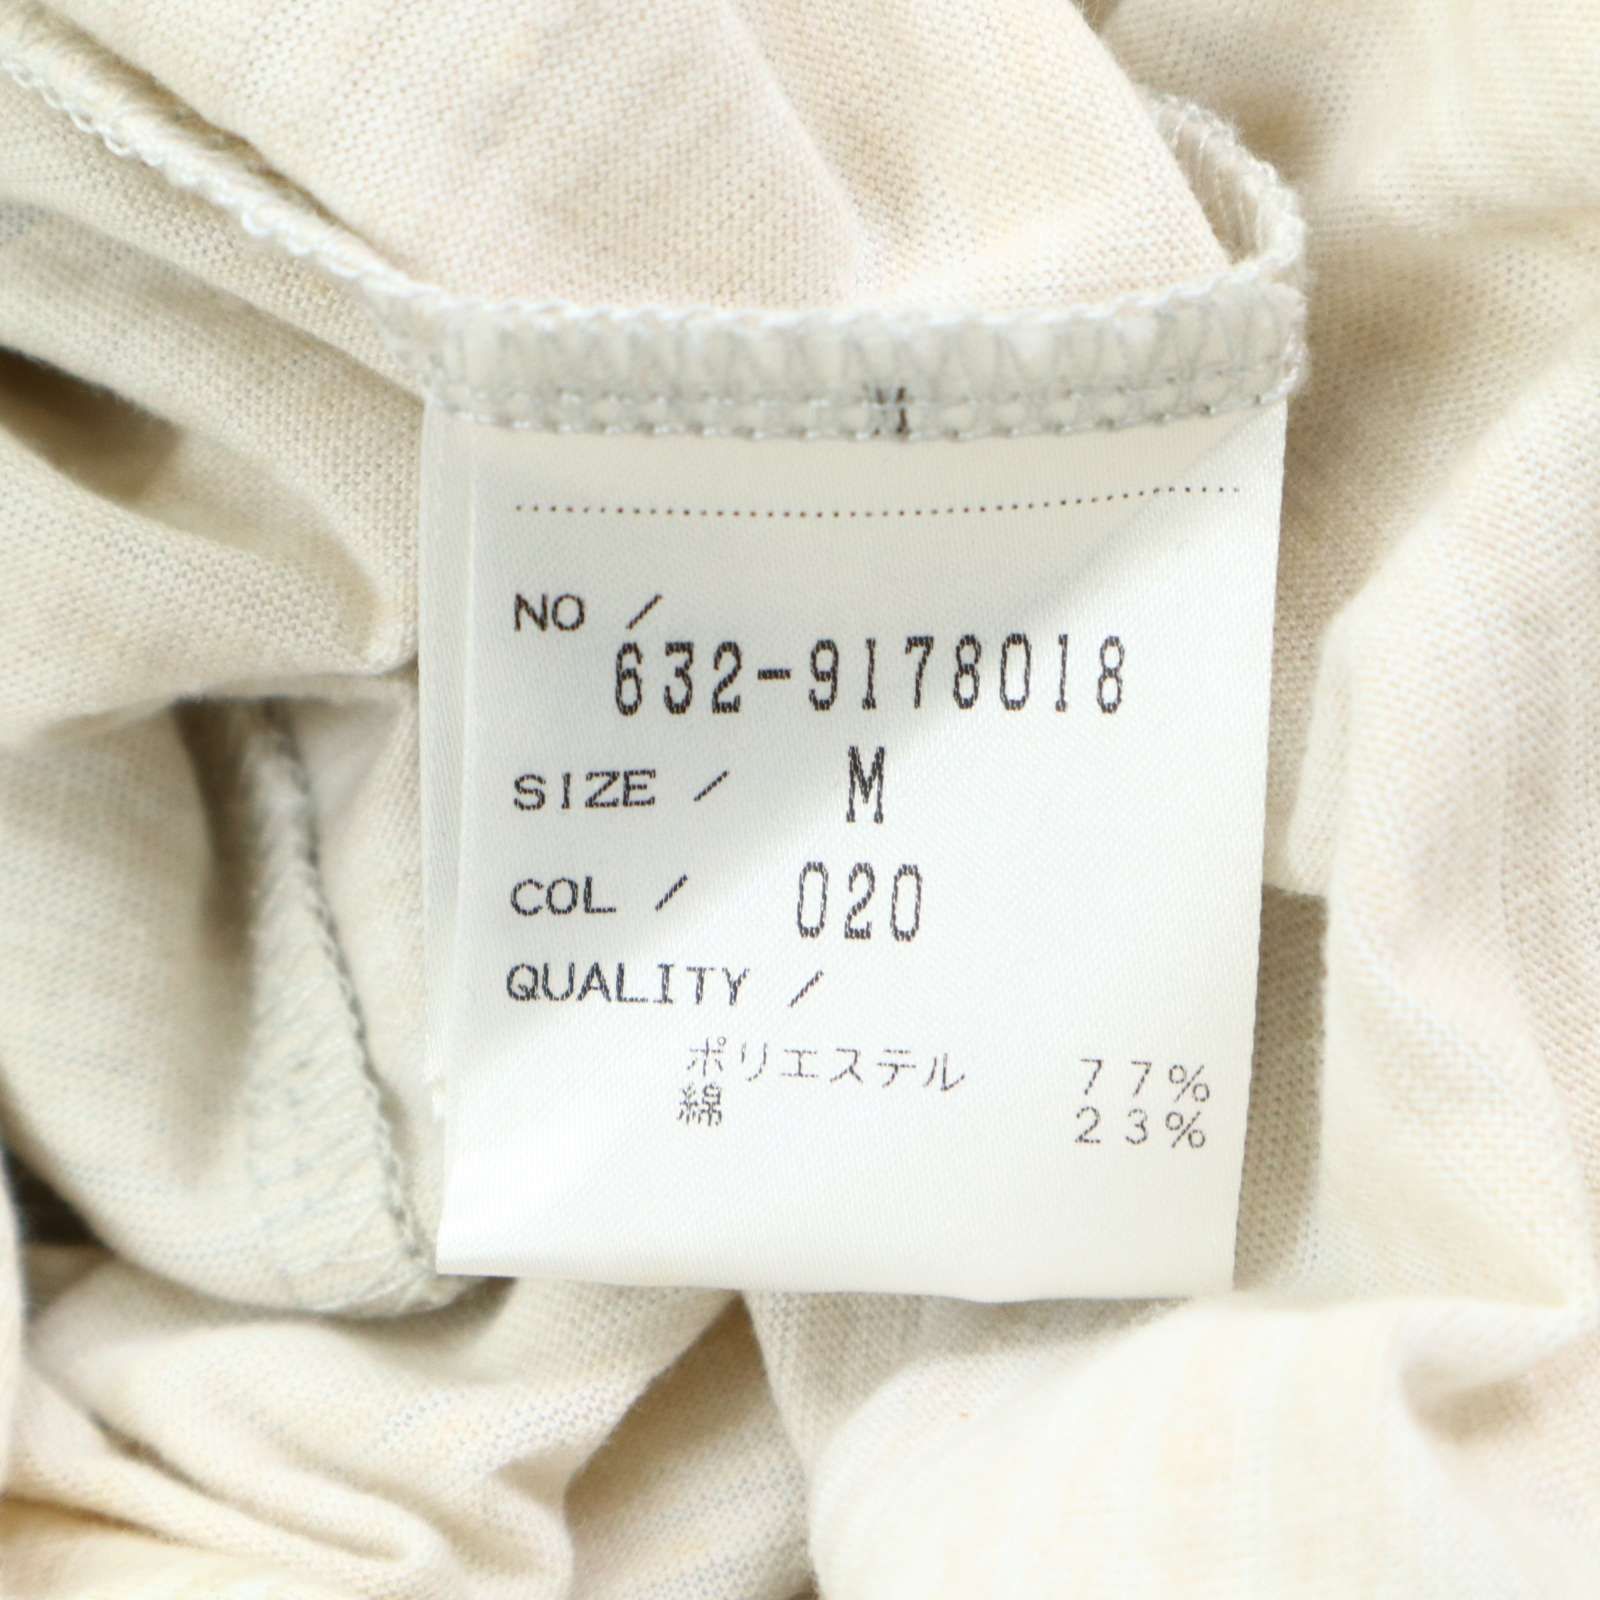 NO /
632-9178018
SIZE / M
COL / 020
QUALITY /
ポリエステル 77%
綿 23%